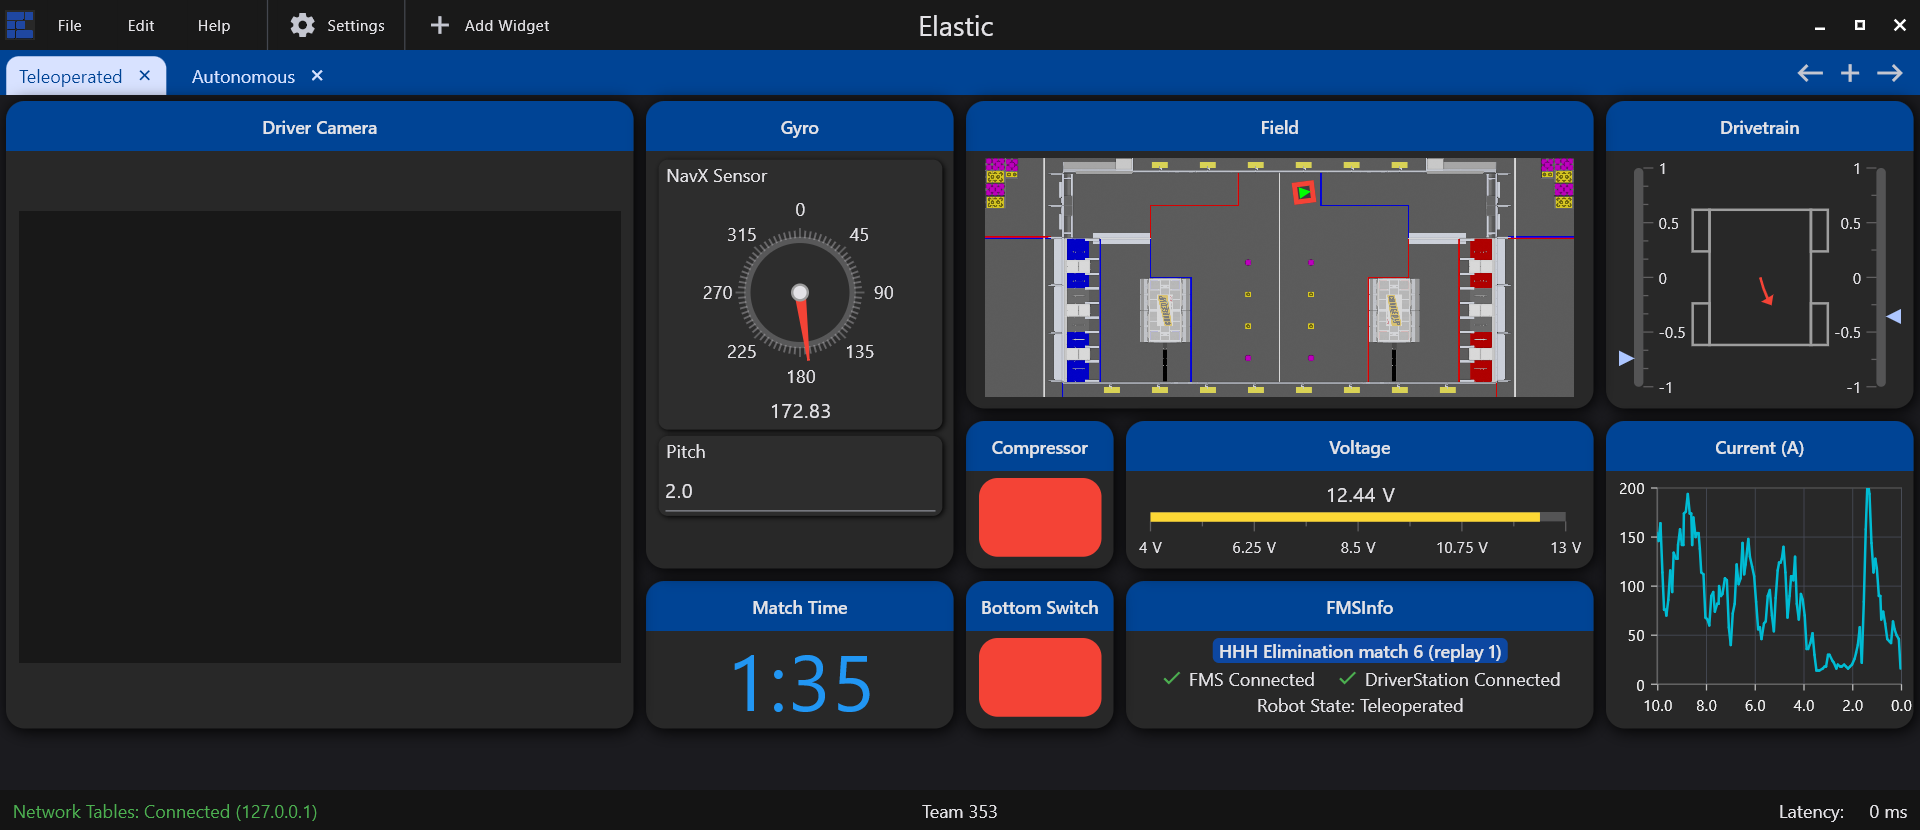 File Edit Help Settings Add Widget Elastic
Teleoperated Autonomous
Driver Camera
Gyro
NavX Sensor
0
315 45
270 90
225 135
180
172.83
Pitch
2.0
Match Time
1:35
Field
Compressor
Bottom Switch
Voltage
12.44 V
4 V 6.25 V 8.5 V 10.75 V 13 V
FMSInfo
HHH Elimination match 6 (replay 1)
FMS Connected DriverStation Connected
Robot State: Teleoperated
Drivetrain
1 1
0.5 0.5
0 0
-0.5 -0.5
-1 -1
Current (A)
200
150
100
50
0
10.0 8.0 6.0 4.0 2.0 0.0
Network Tables: Connected (127.0.0.1) Team 353 Latency: 0 ms